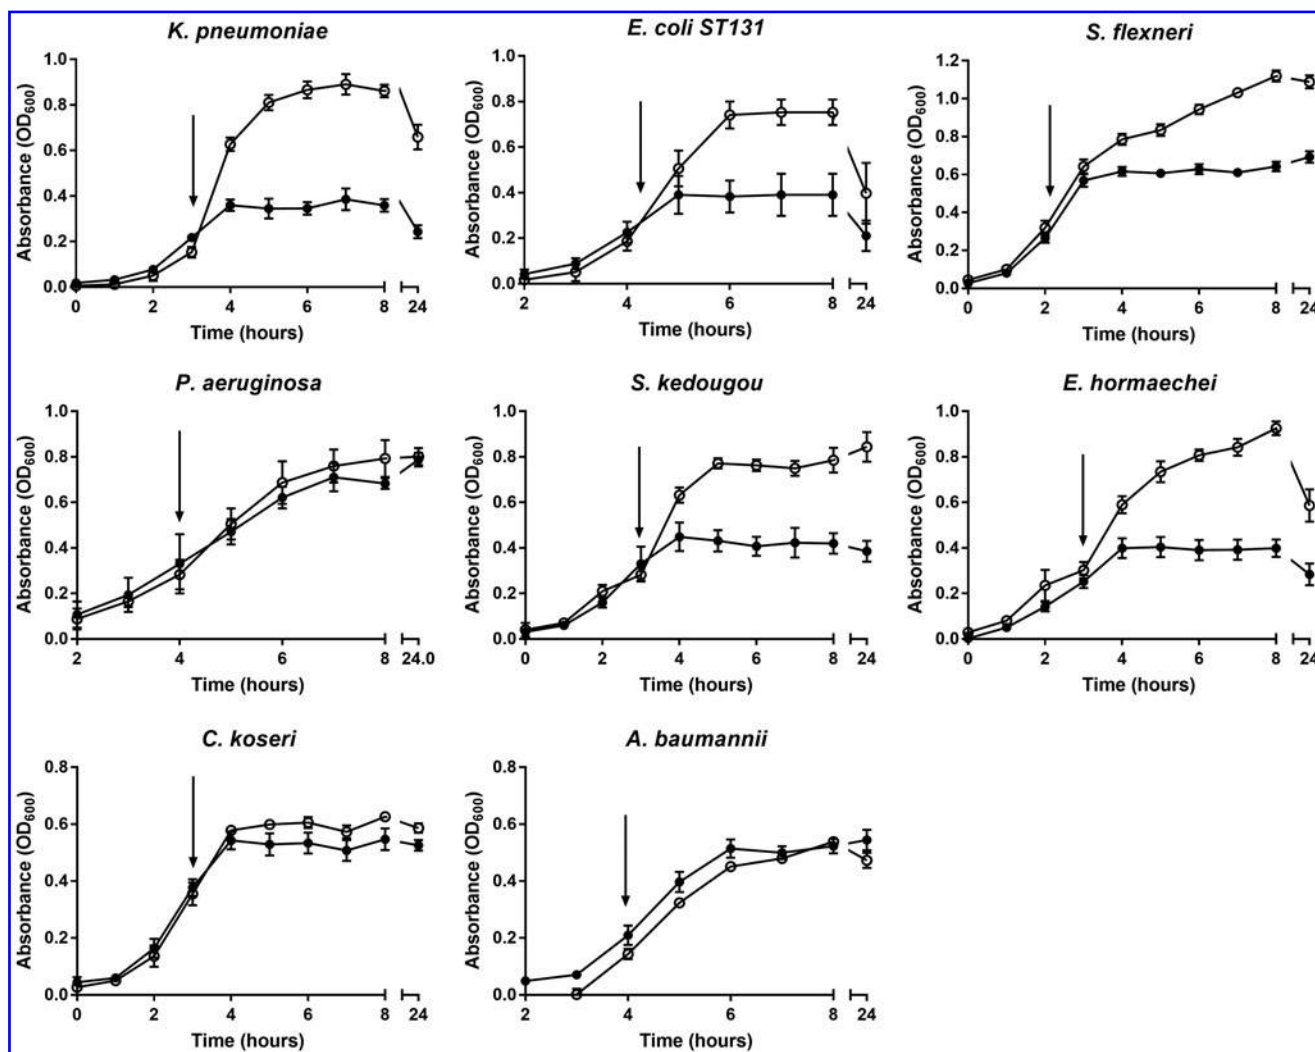 K. pneumoniae
Absorbance (OD600)
1.0
0.8
0.6
0.4
0.2
0.0
0 2 4 6 8 24
Time (hours)
E. coli ST131
Absorbance (OD600)
1.0
0.8
0.6
0.4
0.2
0.0
2 4 6 8 24
Time (hours)
S. flexneri
Absorbance (OD600)
1.2
1.0
0.8
0.6
0.4
0.2
0.0
0 2 4 6 8 24
Time (hours)
P. aeruginosa
Absorbance (OD600)
1.0
0.8
0.6
0.4
0.2
0.0
2 4 6 8 24.0
Time (hours)
S. kedougou
Absorbance (OD600)
1.0
0.8
0.6
0.4
0.2
0.0
0 2 4 6 8 24
Time (hours)
E. hormaechei
Absorbance (OD600)
1.0
0.8
0.6
0.4
0.2
0.0
0 2 4 6 8 24
Time (hours)
C. koseri
Absorbance (OD600)
0.8
0.6
0.4
0.2
0.0
0 2 4 6 8 24
Time (hours)
A. baumannii
Absorbance (OD600)
0.8
0.6
0.4
0.2
0.0
2 4 6 8 24
Time (hours)